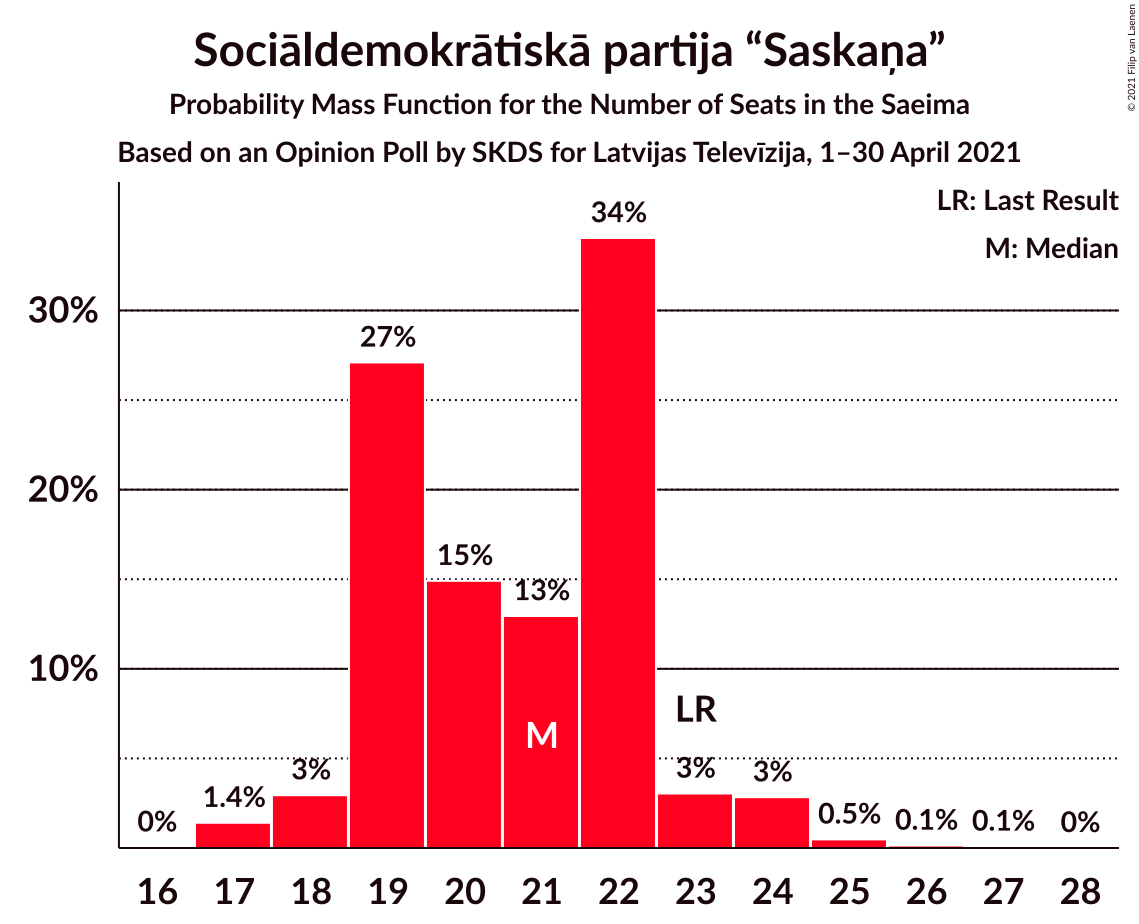 Sociāldemokrātiskā partija “Saskaņa”
Probability Mass Function for the Number of Seats in the Saeima
Based on an Opinion Poll by SKDS for Latvijas Televīzija, 1–30 April 2021
© 2021 Filip van Laenen
LR: Last Result
M: Median
34%
30%
27%
20%
15%
13%
10%
LR
M
3%
3%
3%
1.4%
0.5%
0.1%
0.1%
0%
0%
16 17 18 19 20 21 22 23 24 25 26 27 28